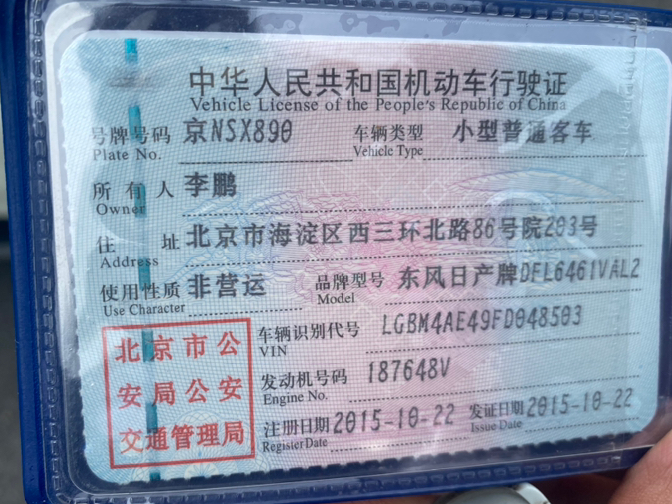 中华人民共和国机动车行驶证
Vehicle License of the People's Republic of China
号牌号码 京NSX890 车辆类型 小型普通客车
Plate No. Vehicle Type
所有人 李鹏
Owner
住址 北京市海淀区西三环北路86号院203号
Address
使用性质 非营运 品牌型号 东风日产牌DFL6461VAL2
Use Character Model
北京市公
安局公安
交通管理局
车辆识别代号 LGBM4AE49FD048503
VIN
发动机号码 187648V
Engine No.
注册日期 2015-10-22 发证日期 2015-10-22
Register Date Issue Date